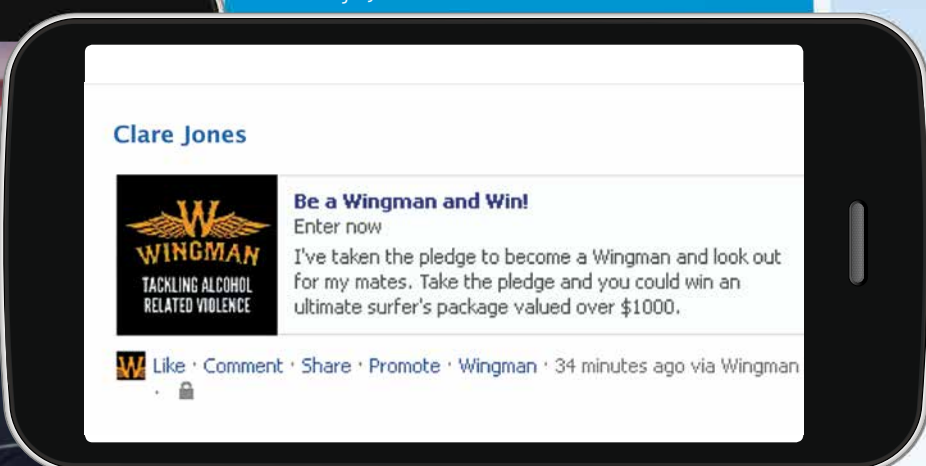 Clare Jones
W
WINGMAN
TACKLING ALCOHOL
RELATED VIOLENCE
Be a Wingman and Win!
Enter now
I've taken the pledge to become a Wingman and look out
for my mates. Take the pledge and you could win an
ultimate surfer's package valued over $1000.
W Like · Comment · Share · Promote · Wingman · 34 minutes ago via Wingman
·